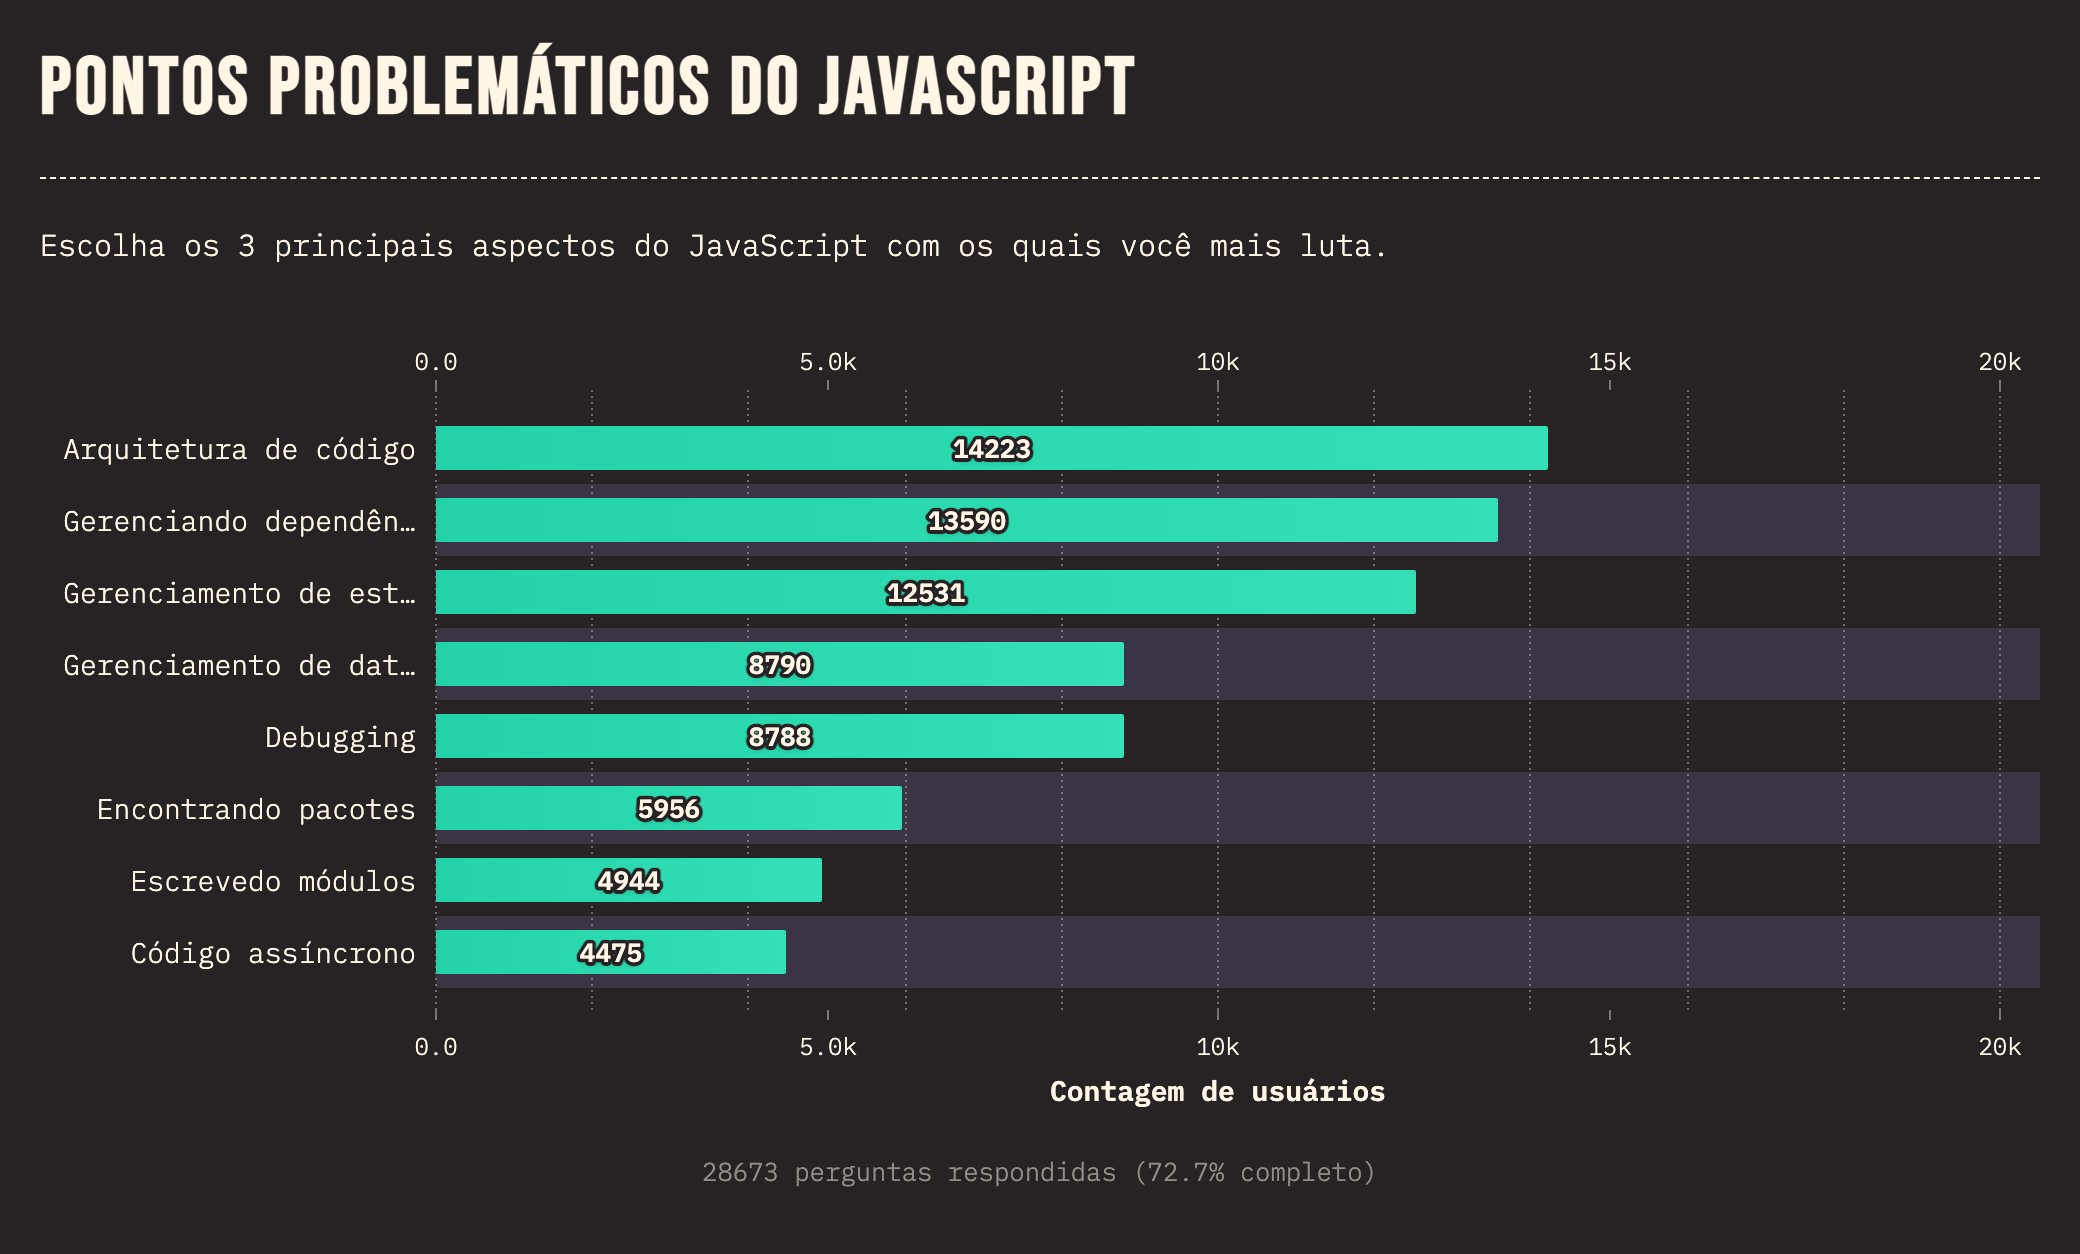 PONTOS PROBLEMÁTICOS DO JAVASCRIPT
Escolha os 3 principais aspectos do JavaScript com os quais você mais luta.
0.0 5.0k 10k 15k 20k
Arquitetura de código 14223
Gerenciando dependên… 13590
Gerenciamento de est… 12531
Gerenciamento de dat… 8790
Debugging 8788
Encontrando pacotes 5956
Escrevedo módulos 4944
Código assíncrono 4475
0.0 5.0k 10k 15k 20k
Contagem de usuários
28673 perguntas respondidas (72.7% completo)